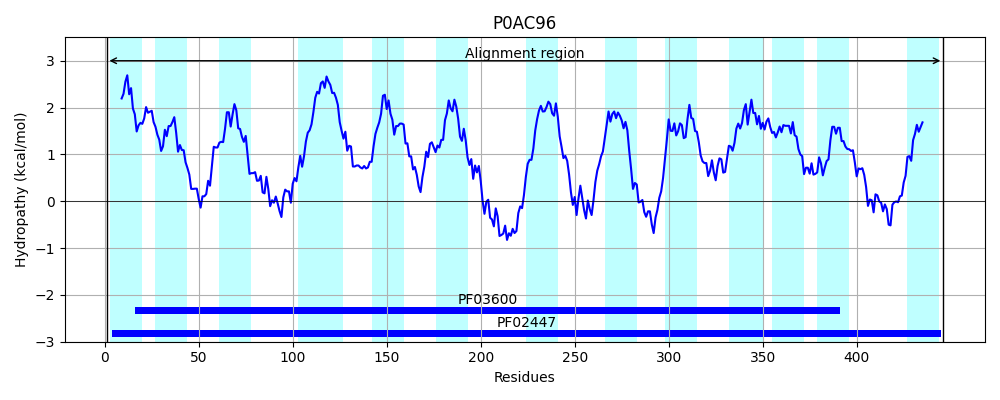 P0AC96
Alignment region
Hydropathy (kcal/mol)
3
2
1
0
−1
−2
−3
PF03600
PF02447
0 50 100 150 200 250 300 350 400
Residues